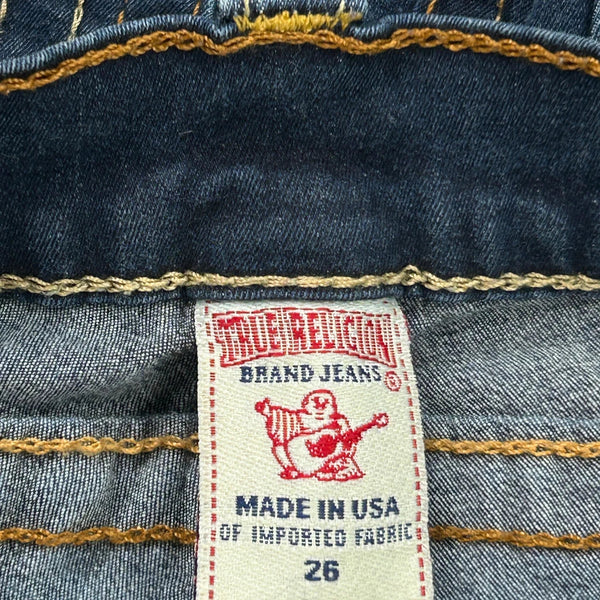 TRUE RELIGION
BRAND JEANS ®
MADE IN USA
OF IMPORTED FABRIC
26